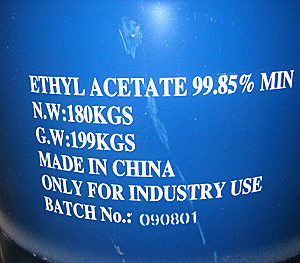 ETHYL ACETATE 99.85% MIN
N.W:180KGS
G.W:199KGS
MADE IN CHINA
ONLY FOR INDUSTRY USE
BATCH No.: 090801